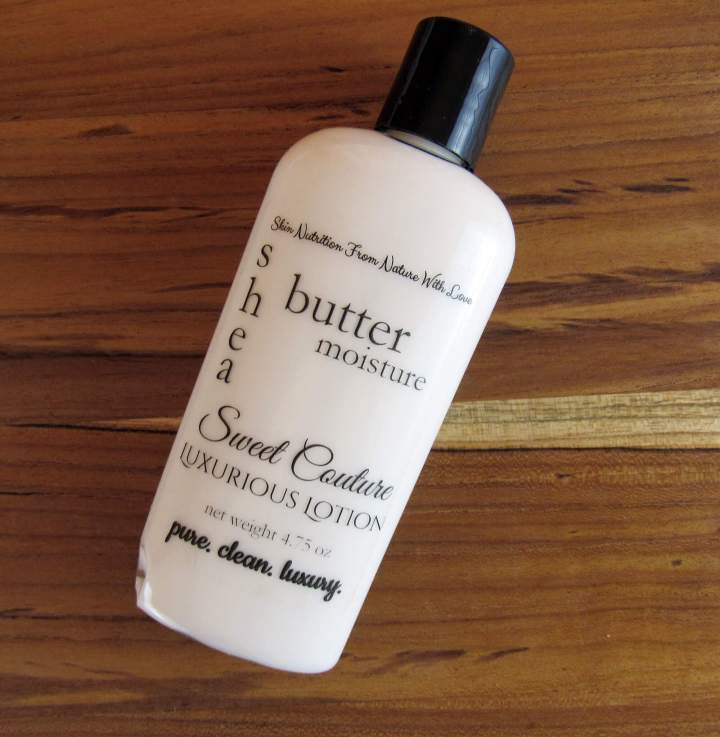 Skin Nutrition From Nature With Love
shea
butter
moisture
Sweet Couture
Luxurious Lotion
net weight 4.75 oz
pure. clean. luxury.